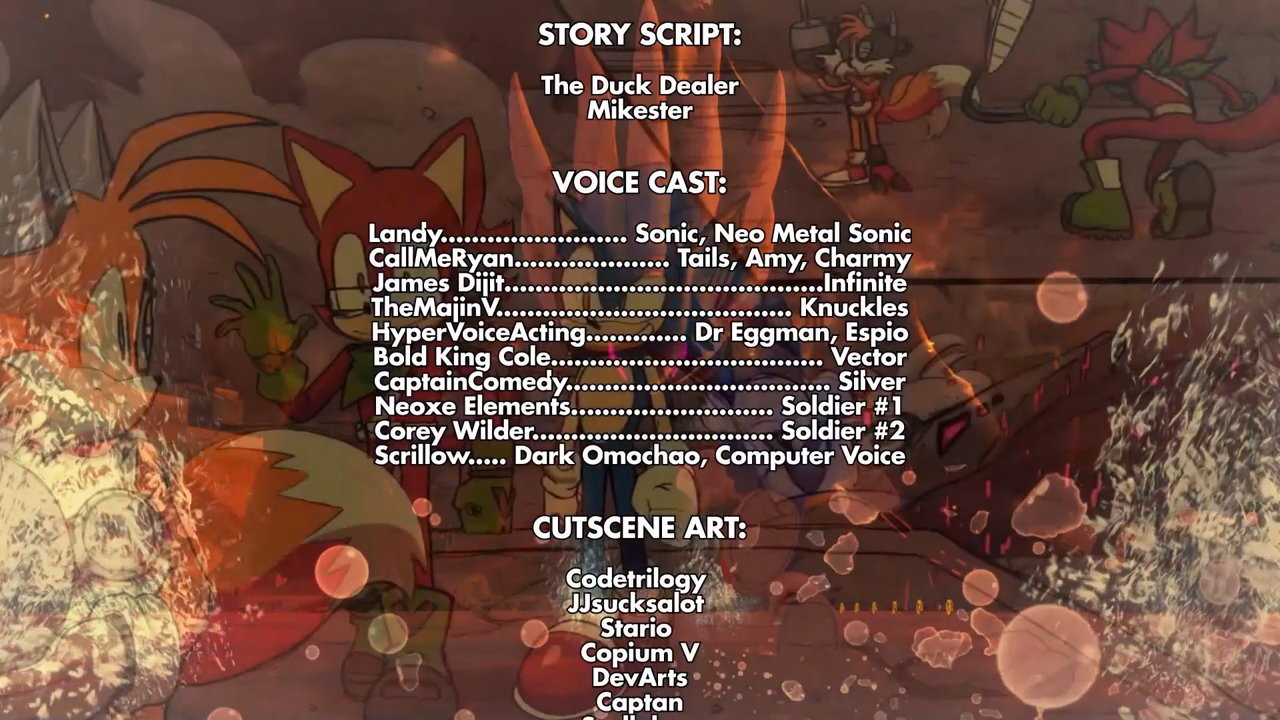 STORY SCRIPT:
The Duck Dealer
Mikester
VOICE CAST:
Landy........................ Sonic, Neo Metal Sonic
CallMeRyan.................... Tails, Amy, Charmy
James Dijit.........................................Infinite
TheMajinV...................................... Knuckles
HyperVoiceActing............. Dr Eggman, Espio
Bold King Cole................................... Vector
CaptainComedy.................................. Silver
Neoxe Elements.......................... Soldier #1
Corey Wilder............................... Soldier #2
Scrillow..... Dark Omochao, Computer Voice
CUTSCENE ART:
Codetrilogy
JJsucksalot
Stario
Copium V
DevArts
Captan